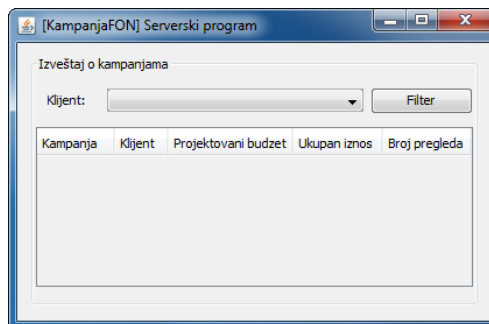 [KampanjaFON] Serverski program
Izveštaj o kampanjama
Klijent:
Filter
Kampanja Klijent Projektovani budzet Ukupan iznos Broj pregleda